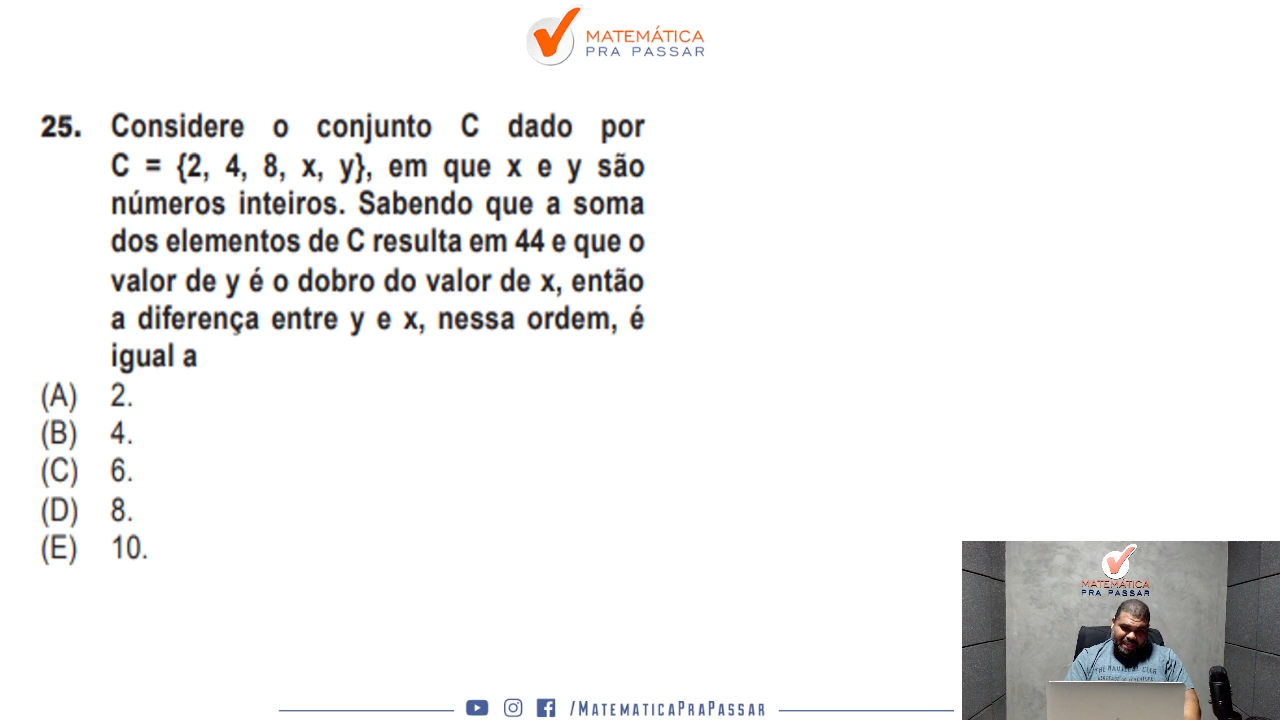 MATEMÁTICA
PRA PASSAR
25. Considere o conjunto C dado por
C = {2, 4, 8, x, y}, em que x e y são
números inteiros. Sabendo que a soma
dos elementos de C resulta em 44 e que o
valor de y é o dobro do valor de x, então
a diferença entre y e x, nessa ordem, é
igual a
(A) 2.
(B) 4.
(C) 6.
(D) 8.
(E) 10.
MATEMÁTICA
PRA PASSAR
/MATEMATICAPRAPASSAR